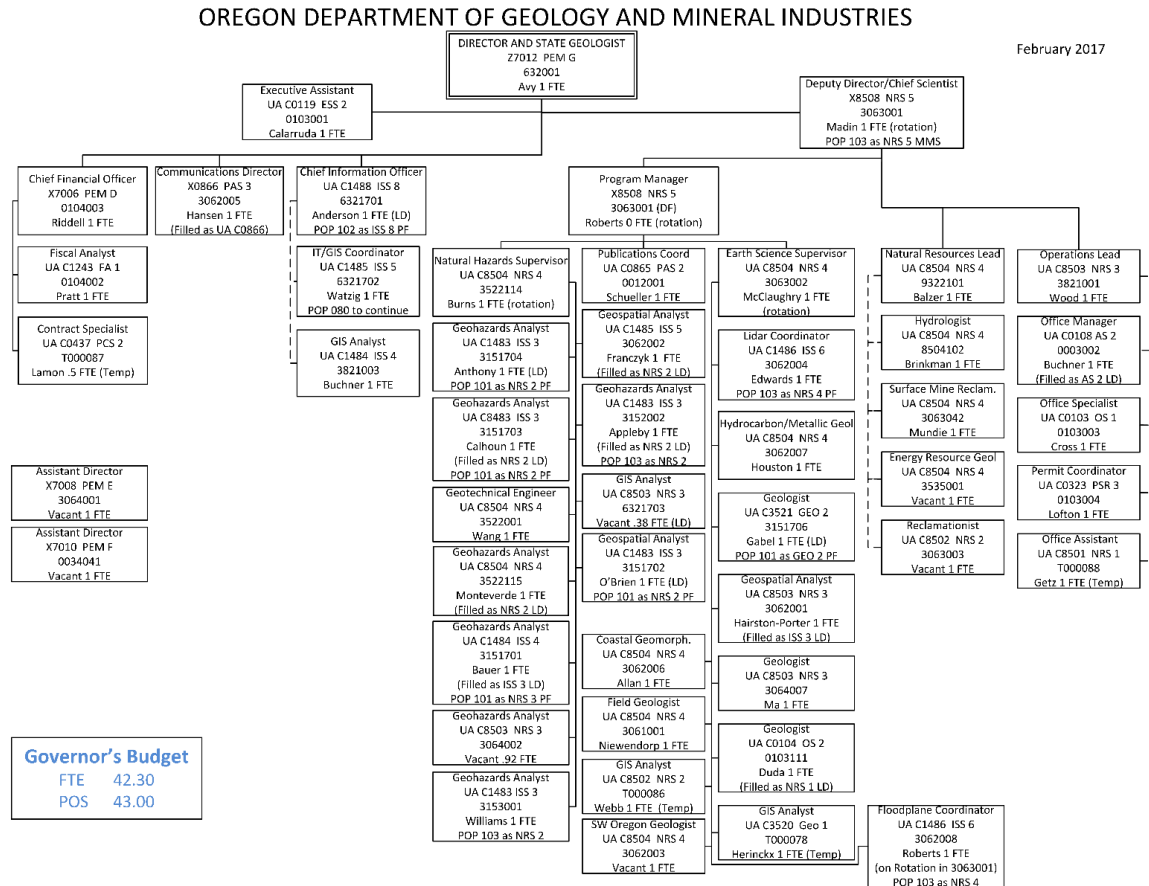 OREGON DEPARTMENT OF GEOLOGY AND MINERAL INDUSTRIES
February 2017
DIRECTOR AND STATE GEOLOGIST
Z7012 PEM G
632001
Avy 1 FTE
Executive Assistant
UA C0119 ESS 2
0103001
Calarruda 1 FTE
Deputy Director/Chief Scientist
X8508 NRS 5
3063001
Madin 1 FTE (rotation)
POP 103 as NRS 5 MMS
Chief Financial Officer
X7006 PEM D
0104003
Riddell 1 FTE
Communications Director
X0866 PAS 3
3062005
Hansen 1 FTE
(Filled as UA C0866)
Chief Information Officer
UA C1488 ISS 8
6321701
Anderson 1 FTE (LD)
POP 102 as ISS 8 PF
Program Manager
X8508 NRS 5
3063001 (DF)
Roberts 0 FTE (rotation)
Fiscal Analyst
UA C1243 FA 1
0104002
Pratt 1 FTE
Contract Specialist
UA C0437 PCS 2
T000087
Lamon .5 FTE (Temp)
IT/GIS Coordinator
UA C1485 ISS 5
6321702
Watzig 1 FTE
POP 080 to continue
GIS Analyst
UA C1484 ISS 4
3821003
Buchner 1 FTE
Assistant Director
X7008 PEM E
3064001
Vacant 1 FTE
Assistant Director
X7010 PEM F
0034041
Vacant 1 FTE
Natural Hazards Supervisor
UA C8504 NRS 4
3522114
Burns 1 FTE (rotation)
Geohazards Analyst
UA C1483 ISS 3
3151704
Anthony 1 FTE (LD)
POP 101 as NRS 2 PF
Geohazards Analyst
UA C8483 ISS 3
3151703
Calhoun 1 FTE
(Filled as NRS 2 LD)
POP 101 as NRS 2 PF
Geotechnical Engineer
UA C8504 NRS 4
3522001
Wang 1 FTE
Geohazards Analyst
UA C8504 NRS 4
3522115
Monteverde 1 FTE
(Filled as NRS 2 LD)
Geohazards Analyst
UA C1484 ISS 4
3151701
Bauer 1 FTE
(Filled as ISS 3 LD)
POP 101 as NRS 3 PF
Geohazards Analyst
UA C8503 NRS 3
3064002
Vacant .92 FTE
Geohazards Analyst
UA C1483 ISS 3
3153001
Williams 1 FTE
POP 103 as NRS 2
Publications Coord
UA C0865 PAS 2
0012001
Schueller 1 FTE
Geospatial Analyst
UA C1485 ISS 5
3062002
Franczyk 1 FTE
(Filled as NRS 2 LD)
Geohazards Analyst
UA C1483 ISS 3
3152002
Appleby 1 FTE
(Filled as NRS 2 LD)
POP 103 as NRS 2
GIS Analyst
UA C8503 NRS 3
6321703
Vacant .38 FTE (LD)
Geospatial Analyst
UA C1483 ISS 3
3151702
O'Brien 1 FTE (LD)
POP 101 as NRS 2 PF
Coastal Geomorph.
UA C8504 NRS 4
3062006
Allan 1 FTE
Field Geologist
UA C8504 NRS 4
3061001
Niewendorp 1 FTE
GIS Analyst
UA C8502 NRS 2
T000086
Webb 1 FTE (Temp)
SW Oregon Geologist
UA C8504 NRS 4
3062003
Vacant 1 FTE
Earth Science Supervisor
UA C8504 NRS 4
3063002
McClaughry 1 FTE
(rotation)
Lidar Coordinator
UA C1486 ISS 6
3062004
Edwards 1 FTE
POP 103 as NRS 4 PF
Hydrocarbon/Metallic Geol
UA C8504 NRS 4
3062007
Houston 1 FTE
Geologist
UA C3521 GEO 2
3151706
Gabel 1 FTE (LD)
POP 101 as GEO 2 PF
Geospatial Analyst
UA C8503 NRS 3
3062001
Hairston-Porter 1 FTE
(Filled as ISS 3 LD)
Geologist
UA C8503 NRS 3
3064007
Ma 1 FTE
Geologist
UA C0104 OS 2
0103111
Duda 1 FTE
(Filled as NRS 1 LD)
GIS Analyst
UA C3520 Geo 1
T000078
Herinckx 1 FTE (Temp)
Floodplane Coordinator
UA C1486 ISS 6
3062008
Roberts 1 FTE
(on Rotation in 3063001)
POP 103 as NRS 4
Natural Resources Lead
UA C8504 NRS 4
9322101
Balzer 1 FTE
Hydrologist
UA C8504 NRS 4
8504102
Brinkman 1 FTE
Surface Mine Reclam.
UA C8504 NRS 4
3063042
Mundie 1 FTE
Energy Resource Geol
UA C8504 NRS 4
3535001
Vacant 1 FTE
Reclamationist
UA C8502 NRS 2
3063003
Vacant 1 FTE
Operations Lead
UA C8503 NRS 3
3821001
Wood 1 FTE
Office Manager
UA C0108 AS 2
0003002
Buchner 1 FTE
(Filled as AS 2 LD)
Office Specialist
UA C0103 OS 1
0103003
Cross 1 FTE
Permit Coordinator
UA C0323 PSR 3
0103004
Lofton 1 FTE
Office Assistant
UA C8501 NRS 1
T000088
Getz 1 FTE (Temp)
Governor's Budget
FTE 42.30
POS 43.00